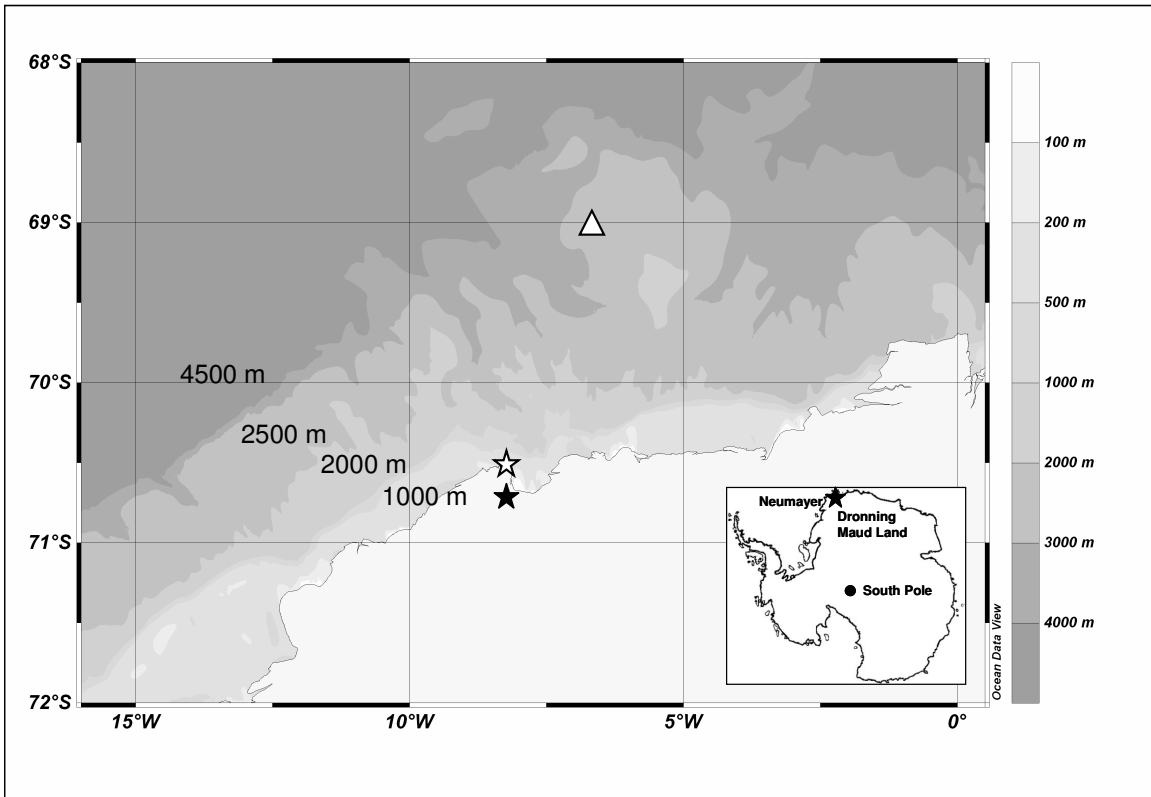 68°S
69°S
70°S
71°S
72°S
15°W
10°W
5°W
0°
4500 m
2500 m
2000 m
1000 m
Neumayer
Dronning
Maud Land
South Pole
Ocean Data View
100 m
200 m
500 m
1000 m
2000 m
3000 m
4000 m